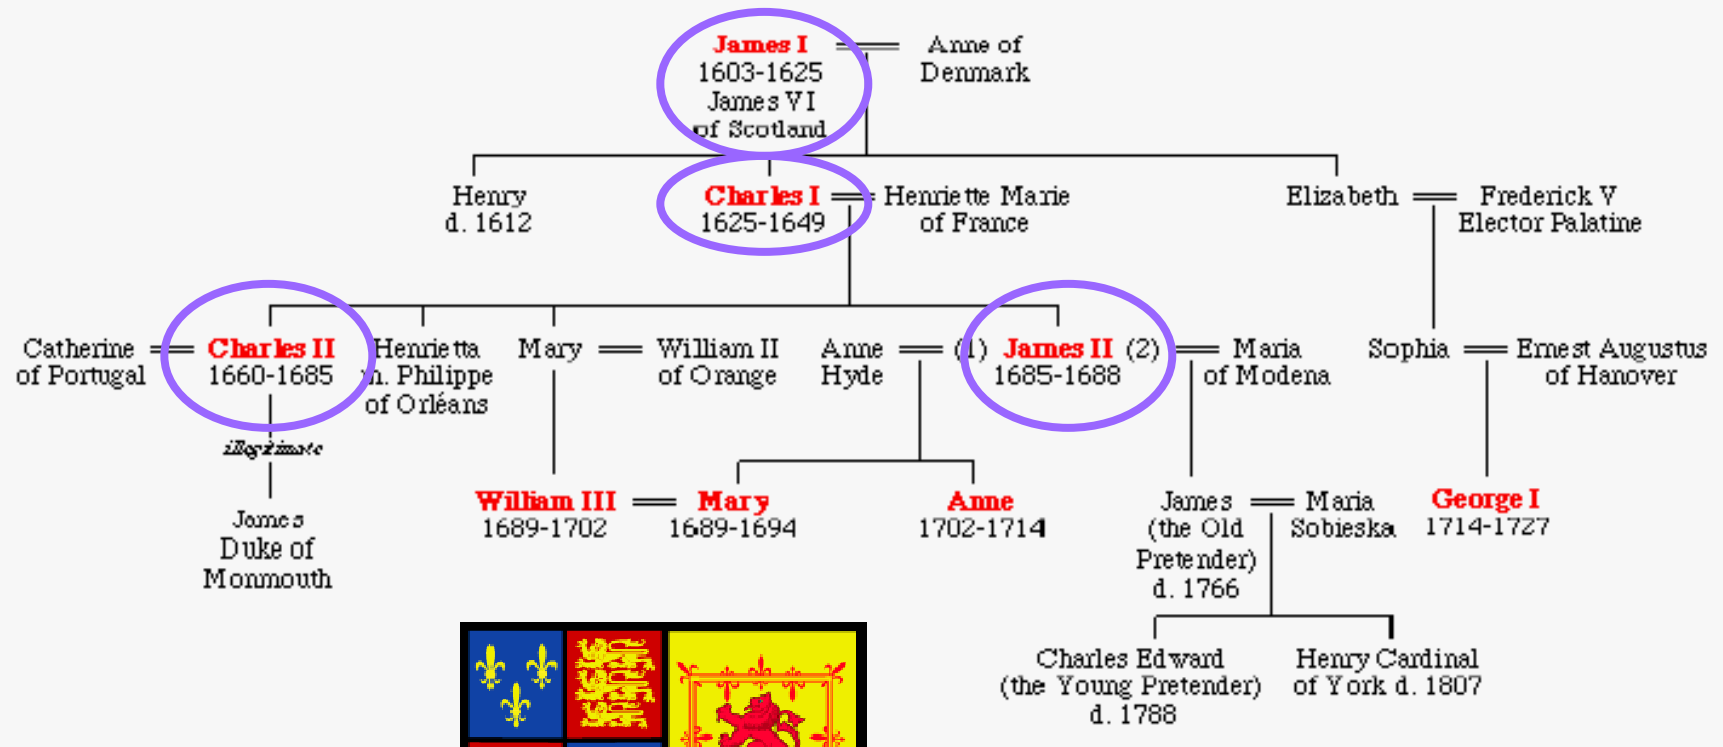 James I
1603-1625
James VI
of Scotland
Anne of
Denmark
Henry
d. 1612
Charles I
1625-1649
Henriette Marie
of France
Elizabeth
Frederick V
Elector Palatine
Catherine
of Portugal
Charles II
1660-1685
illegitimate
Henrietta
m. Philippe
of Orléans
Mary
William II
of Orange
Anne
Hyde
(1) James II (2)
1685-1688
Maria
of Modena
Sophia
Ernest Augustus
of Hanover
James
Duke of
Monmouth
William III
1689-1702
Mary
1689-1694
Anne
1702-1714
James
(the Old
Pretender)
d. 1766
Maria
Sobieska
George I
1714-1727
Charles Edward
(the Young Pretender)
d. 1788
Henry Cardinal
of York d. 1807